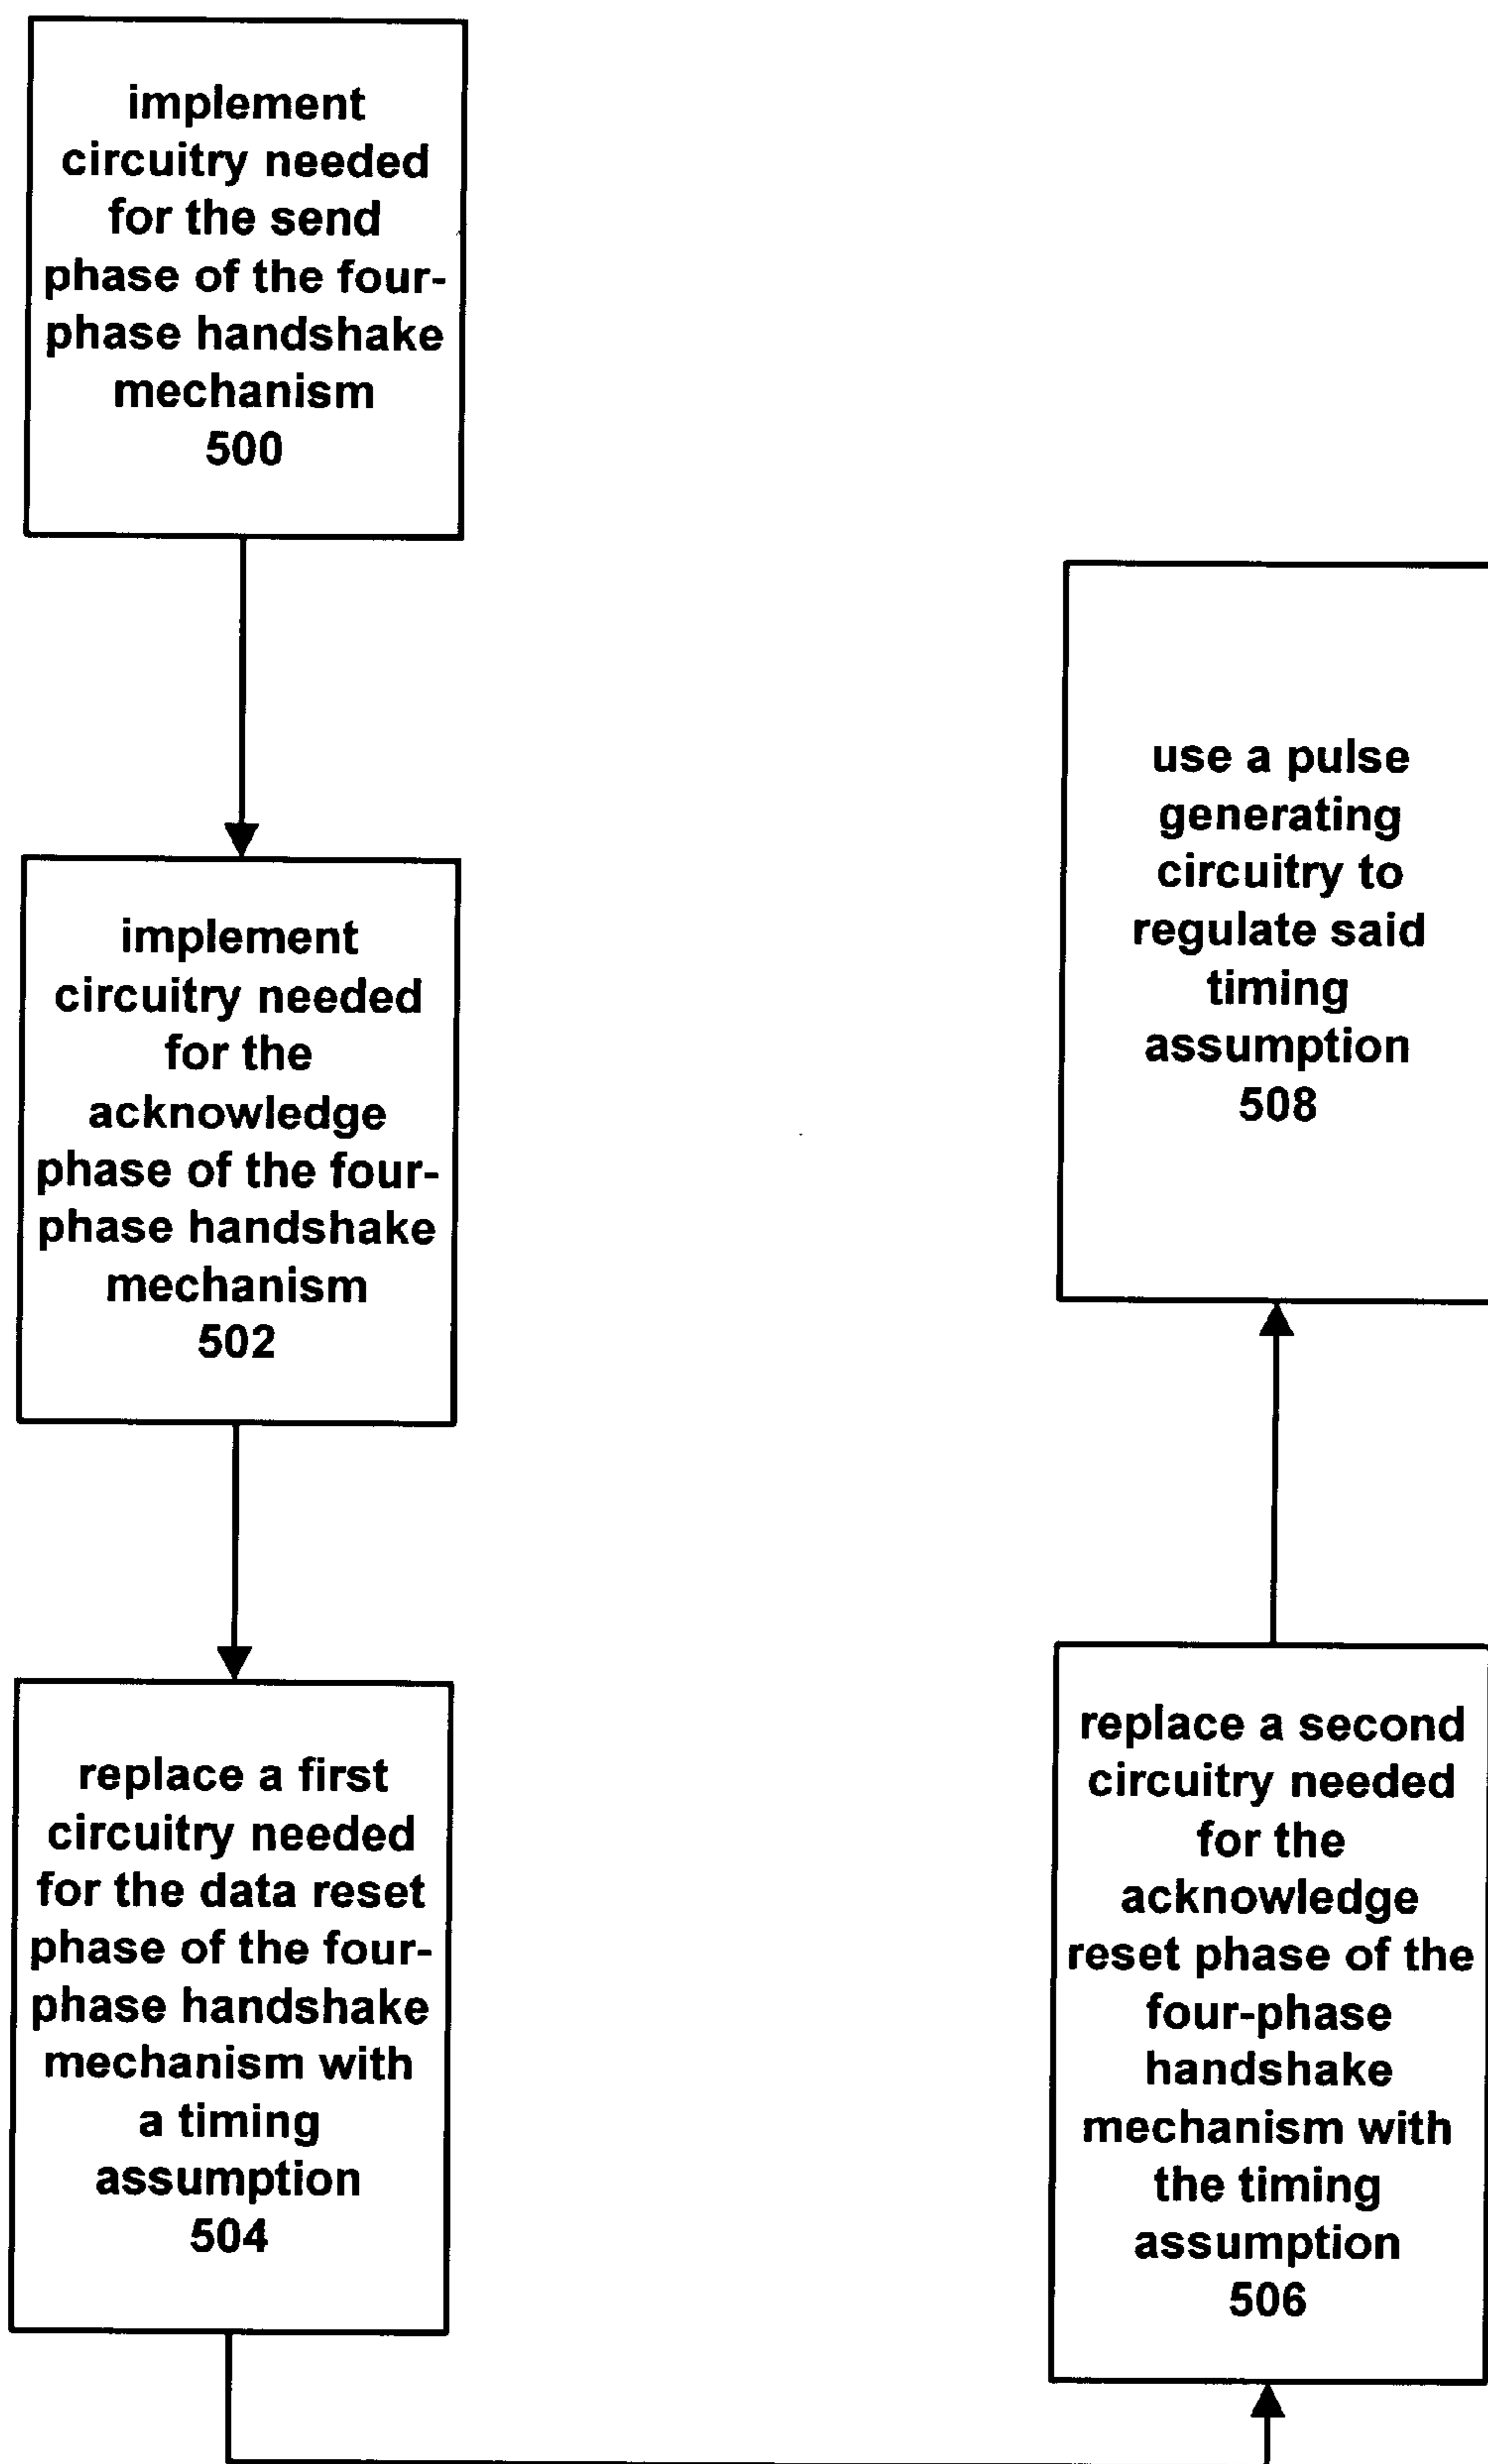 implement
circuitry needed
for the send
phase of the four-
phase handshake
mechanism
500
implement
circuitry needed
for the
acknowledge
phase of the four-
phase handshake
mechanism
502
replace a first
circuitry needed
for the data reset
phase of the four-
phase handshake
mechanism with
a timing
assumption
504
replace a second
circuitry needed
for the
acknowledge
reset phase of the
four-phase
handshake
mechanism with
the timing
assumption
506
use a pulse
generating
circuitry to
regulate said
timing
assumption
508